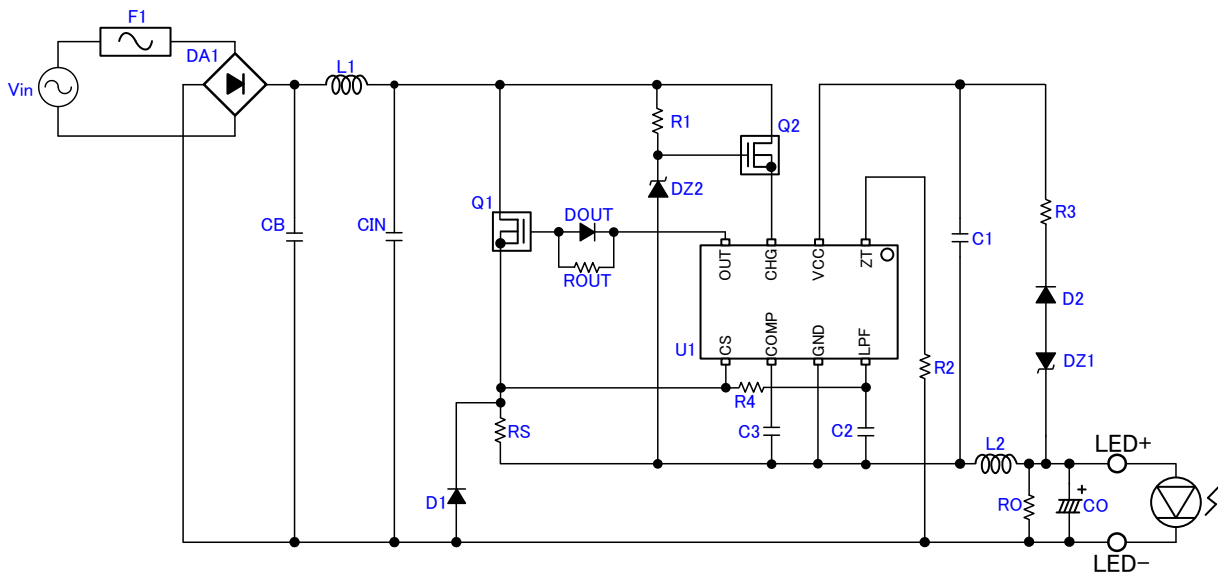 F1
DA1
Vin
L1
R1
Q2
DZ2
Q1
DOUT
ROUT
CB
CIN
C1
R3
D2
DZ1
OUT
CHG
VCC
ZT
CS
COMP
GND
LPF
U1
R2
R4
RS
C3
C2
L2
LED+
D1
RO
+
CO
LED-